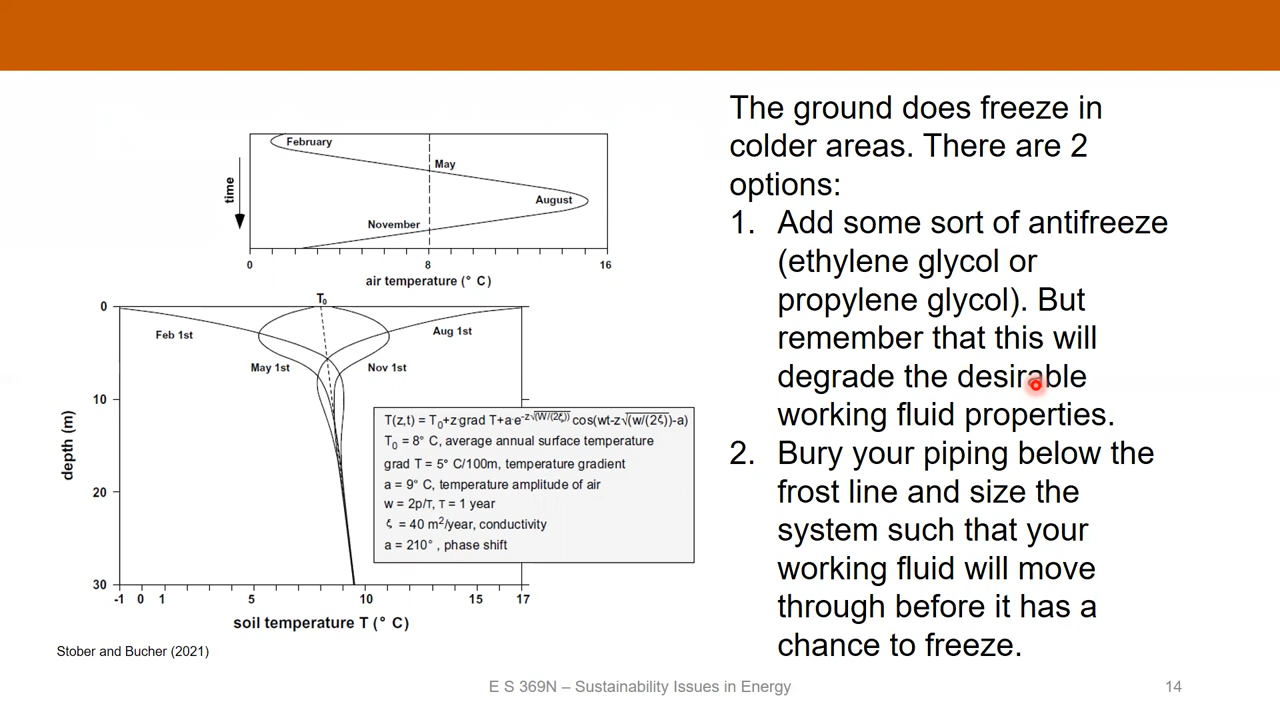 The ground does freeze in
colder areas. There are 2
options:
1. Add some sort of antifreeze
(ethylene glycol or
propylene glycol). But
remember that this will
degrade the desirable
working fluid properties.
2. Bury your piping below the
frost line and size the
system such that your
working fluid will move
through before it has a
chance to freeze.
time
February
May
August
November
0 8 16
air temperature (° C)
T₀
0
10
20
30
depth (m)
Feb 1st
Aug 1st
May 1st
Nov 1st
T(z,t) = T₀+z·grad T+a·e^-z√(W/(2ξ)) cos(wt-z√(w/(2ζ))-a)
T₀ = 8° C, average annual surface temperature
grad T = 5° C/100m, temperature gradient
a = 9° C, temperature amplitude of air
w = 2p/T, T = 1 year
ζ = 40 m²/year, conductivity
a = 210° , phase shift
-1 0 1 5 10 15 17
soil temperature T (° C)
Stober and Bucher (2021)
E S 369N – Sustainability Issues in Energy
14